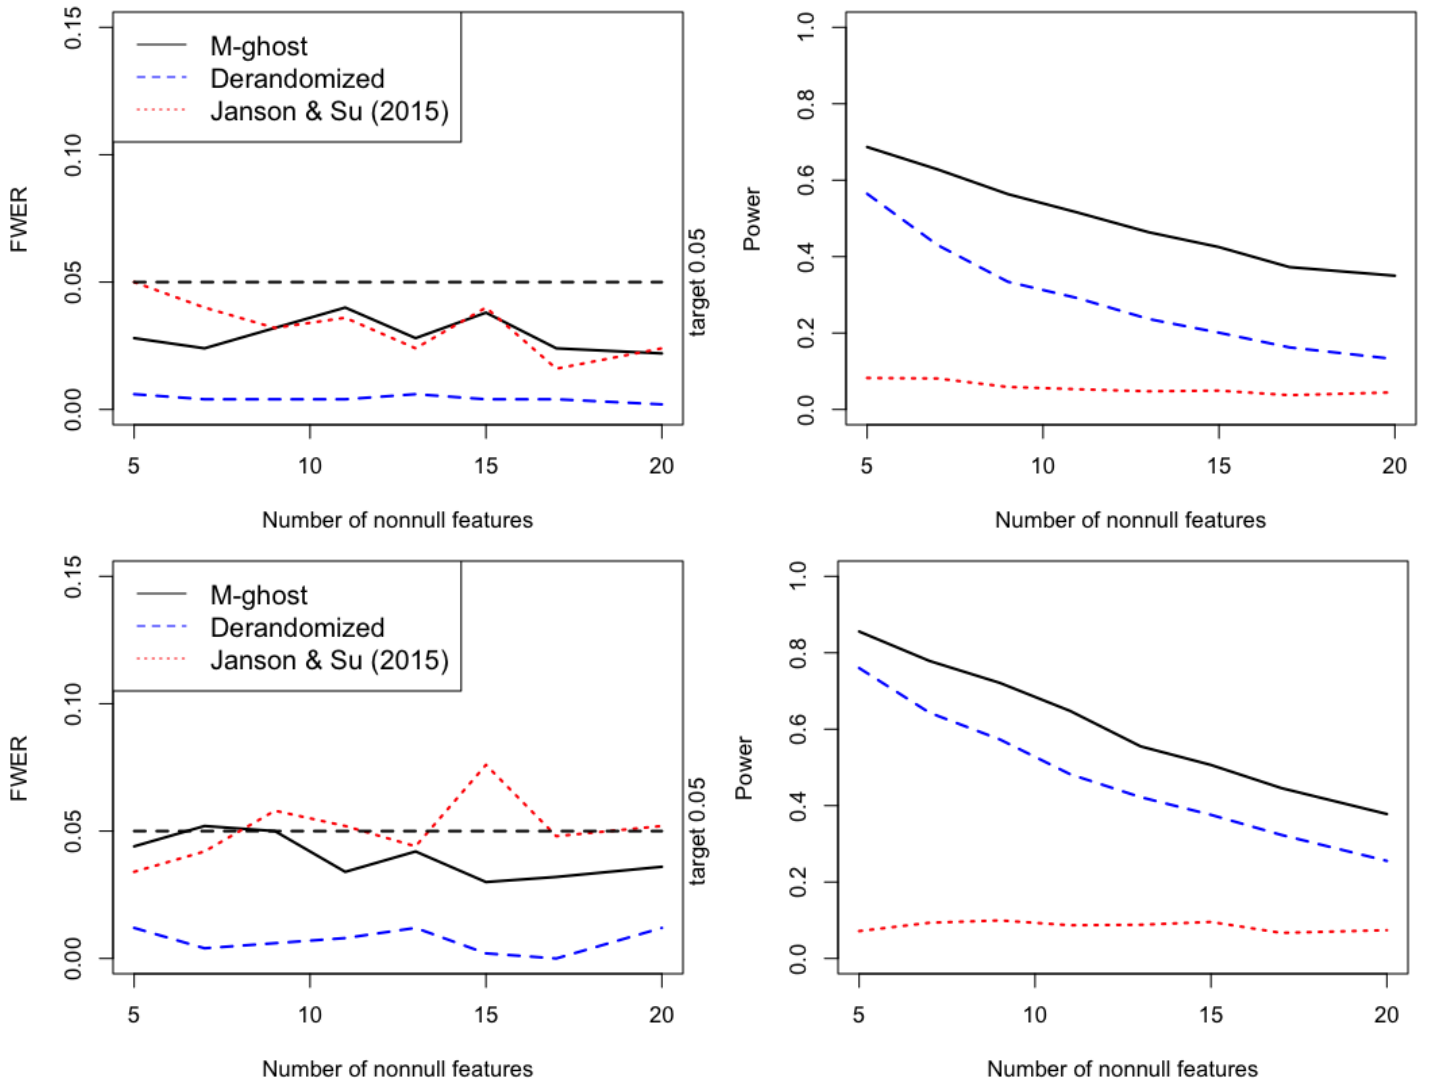 M-ghost
Derandomized
Janson & Su (2015)
FWER
0.00 0.05 0.10 0.15
target 0.05
5 10 15 20
Number of nonnull features
Power
0.0 0.2 0.4 0.6 0.8 1.0
5 10 15 20
Number of nonnull features
M-ghost
Derandomized
Janson & Su (2015)
FWER
0.00 0.05 0.10 0.15
target 0.05
5 10 15 20
Number of nonnull features
Power
0.0 0.2 0.4 0.6 0.8 1.0
5 10 15 20
Number of nonnull features